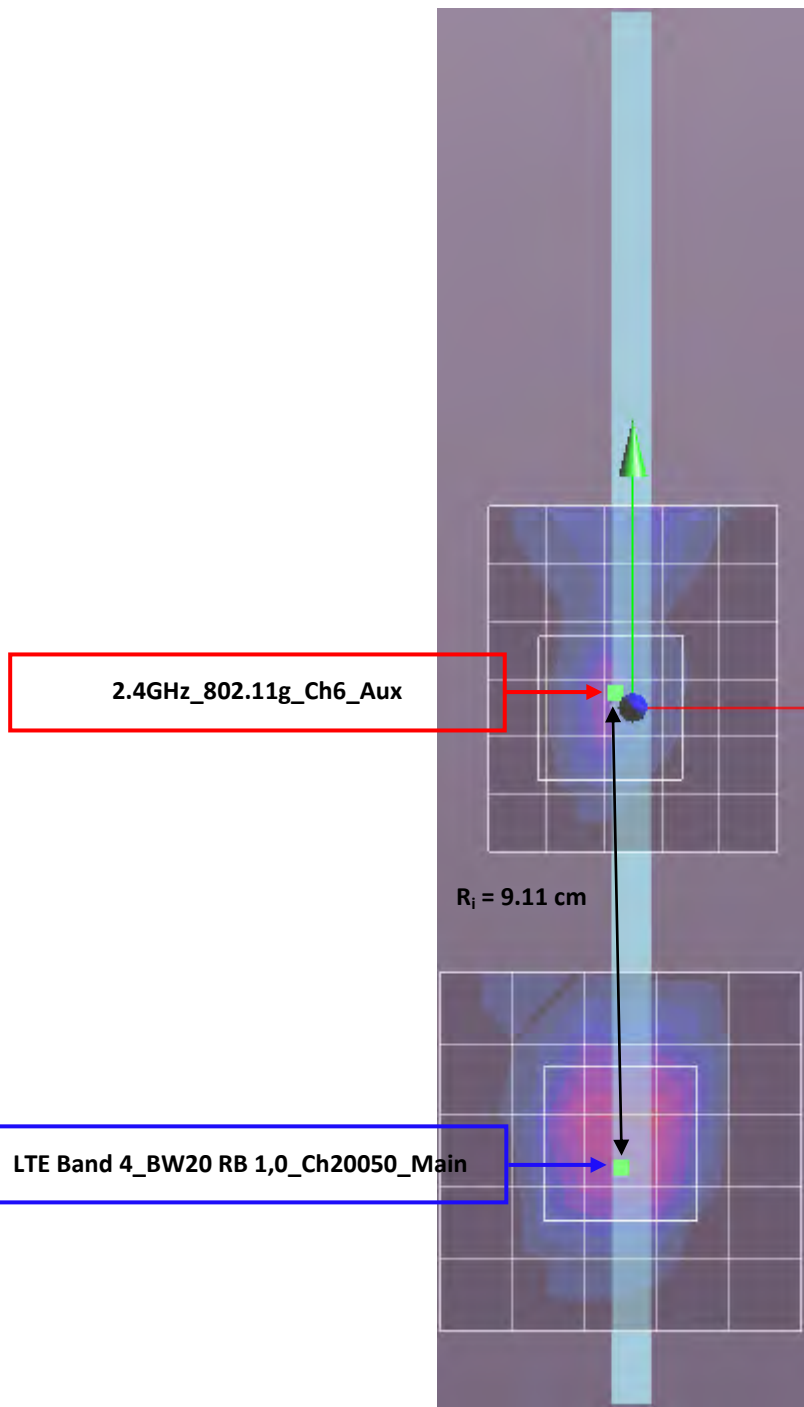 2.4GHz_802.11g_Ch6_Aux
Rᵢ = 9.11 cm
LTE Band 4_BW20 RB 1,0_Ch20050_Main